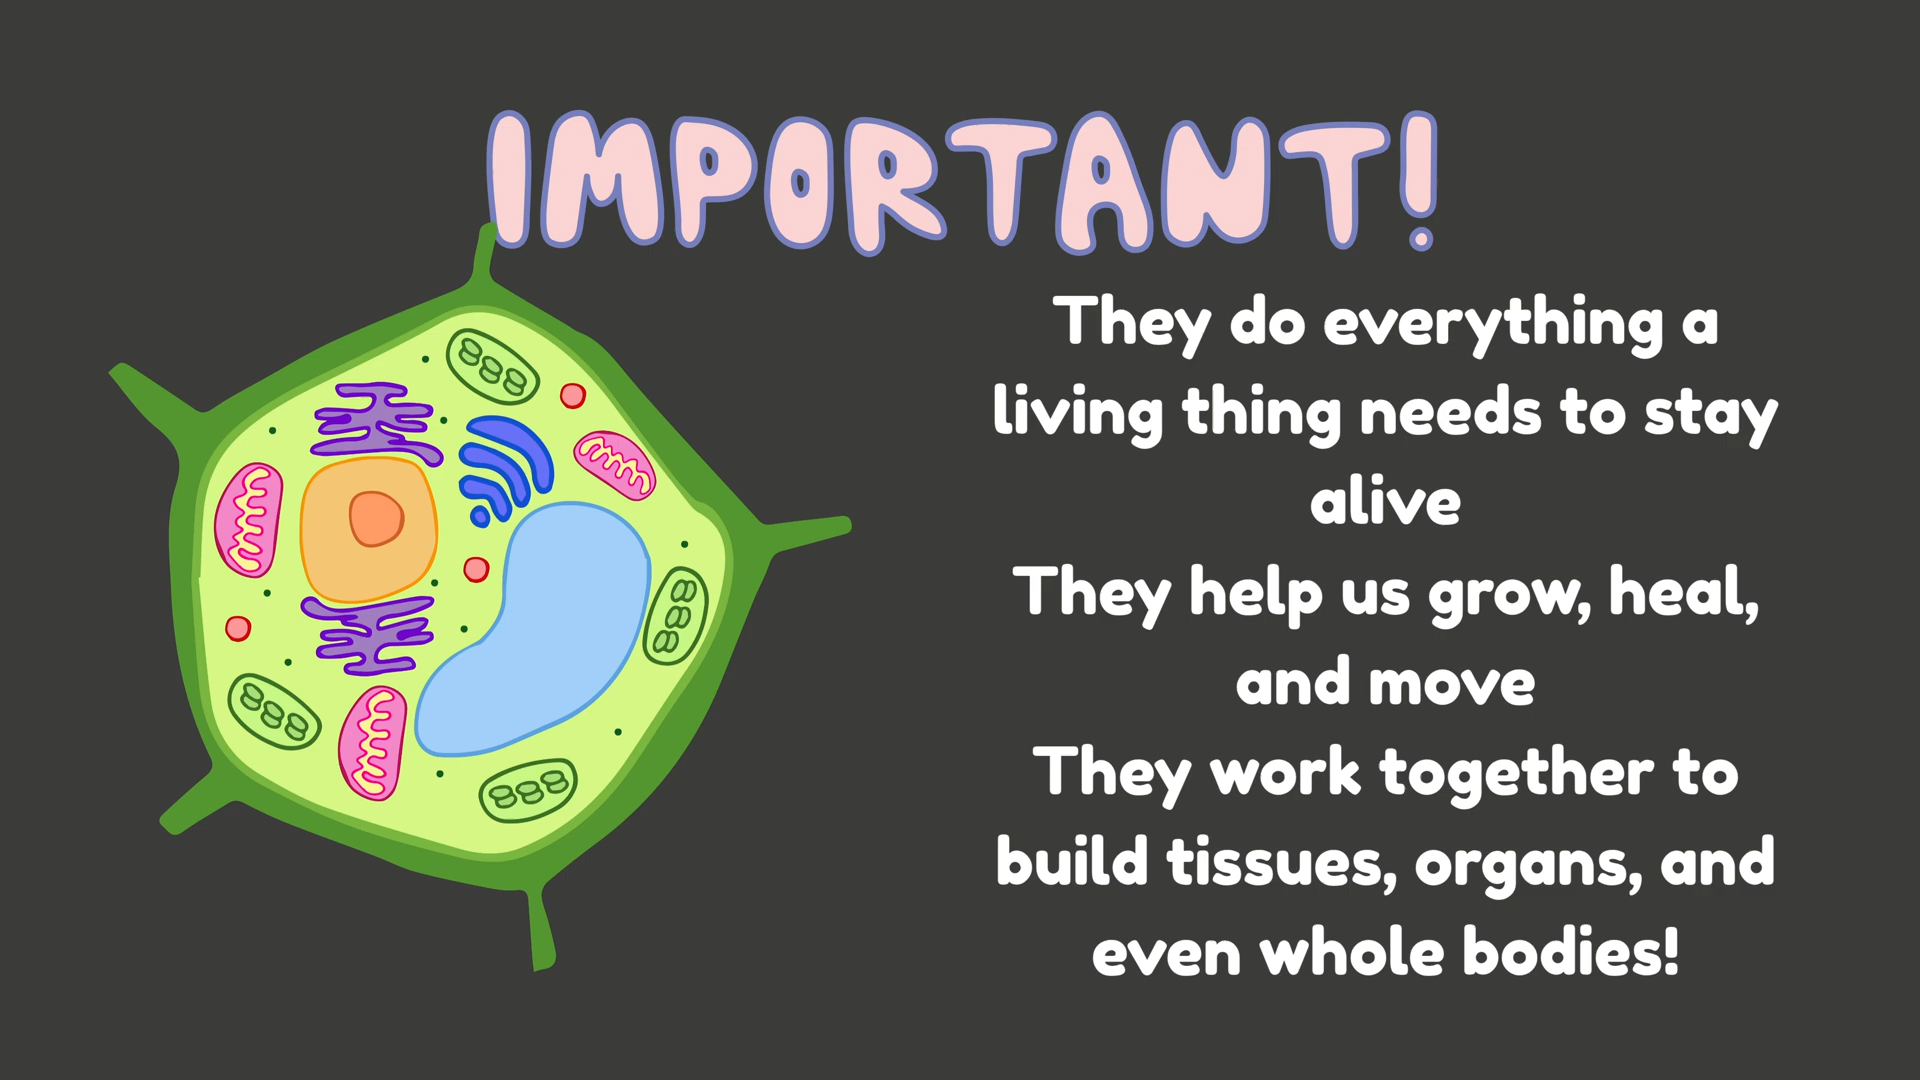 IMPORTANT!
They do everything a
living thing needs to stay
alive
They help us grow, heal,
and move
They work together to
build tissues, organs, and
even whole bodies!